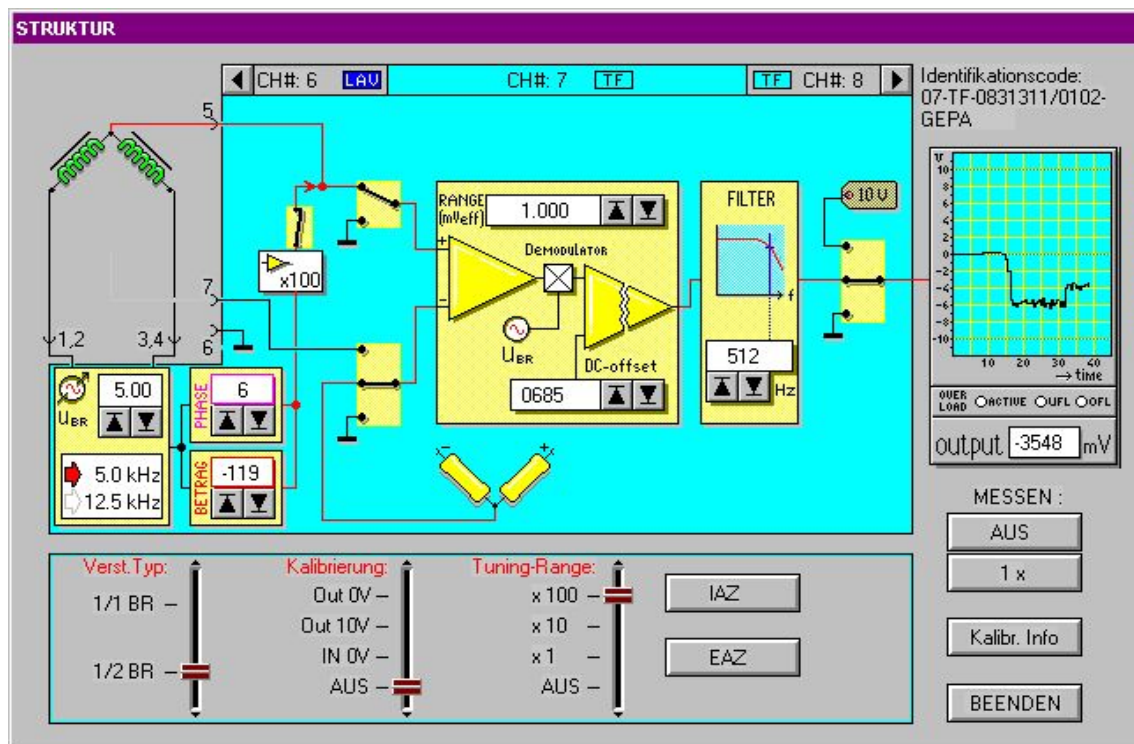 STRUKTUR
CH#: 6 LAV
CH#: 7 TF
TF CH#: 8
Identifikationscode:
07-TF-0831311/0102-
GEPA
5
7
6
1,2
3,4
x100
RANGE
(mVeff)
1.000
+
−
DEMODULATOR
UBR
DC-offset
0685
FILTER
f
512
Hz
10 V
V
10
8
6
4
2
0
-2
-4
-6
-8
-10
10 20 30 40
→ time
OVER
LOAD
ACTIVE UFL OFL
output -3548 mV
5.00
UBR
5.0 kHz
12.5 kHz
PHASE
6
BETRAG
-119
x-
+x
MESSEN :
AUS
1 x
Kalibr. Info
BEENDEN
Verst.Typ:
1/1 BR
1/2 BR
Kalibrierung:
Out 0V
Out 10V
IN 0V
AUS
Tuning-Range:
x 100
x 10
x 1
AUS
IAZ
EAZ